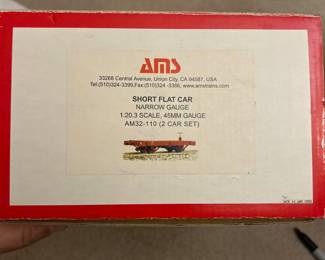 AMS
33268 Central Avenue, Union City, CA 94587, USA
Tel:(510)324-3399,Fax:(510)324 -3366, www.amstrains.com
SHORT FLAT CAR
NARROW GAUGE
1:20.3 SCALE, 45MM GAUGE
AM32-110 (2 CAR SET)